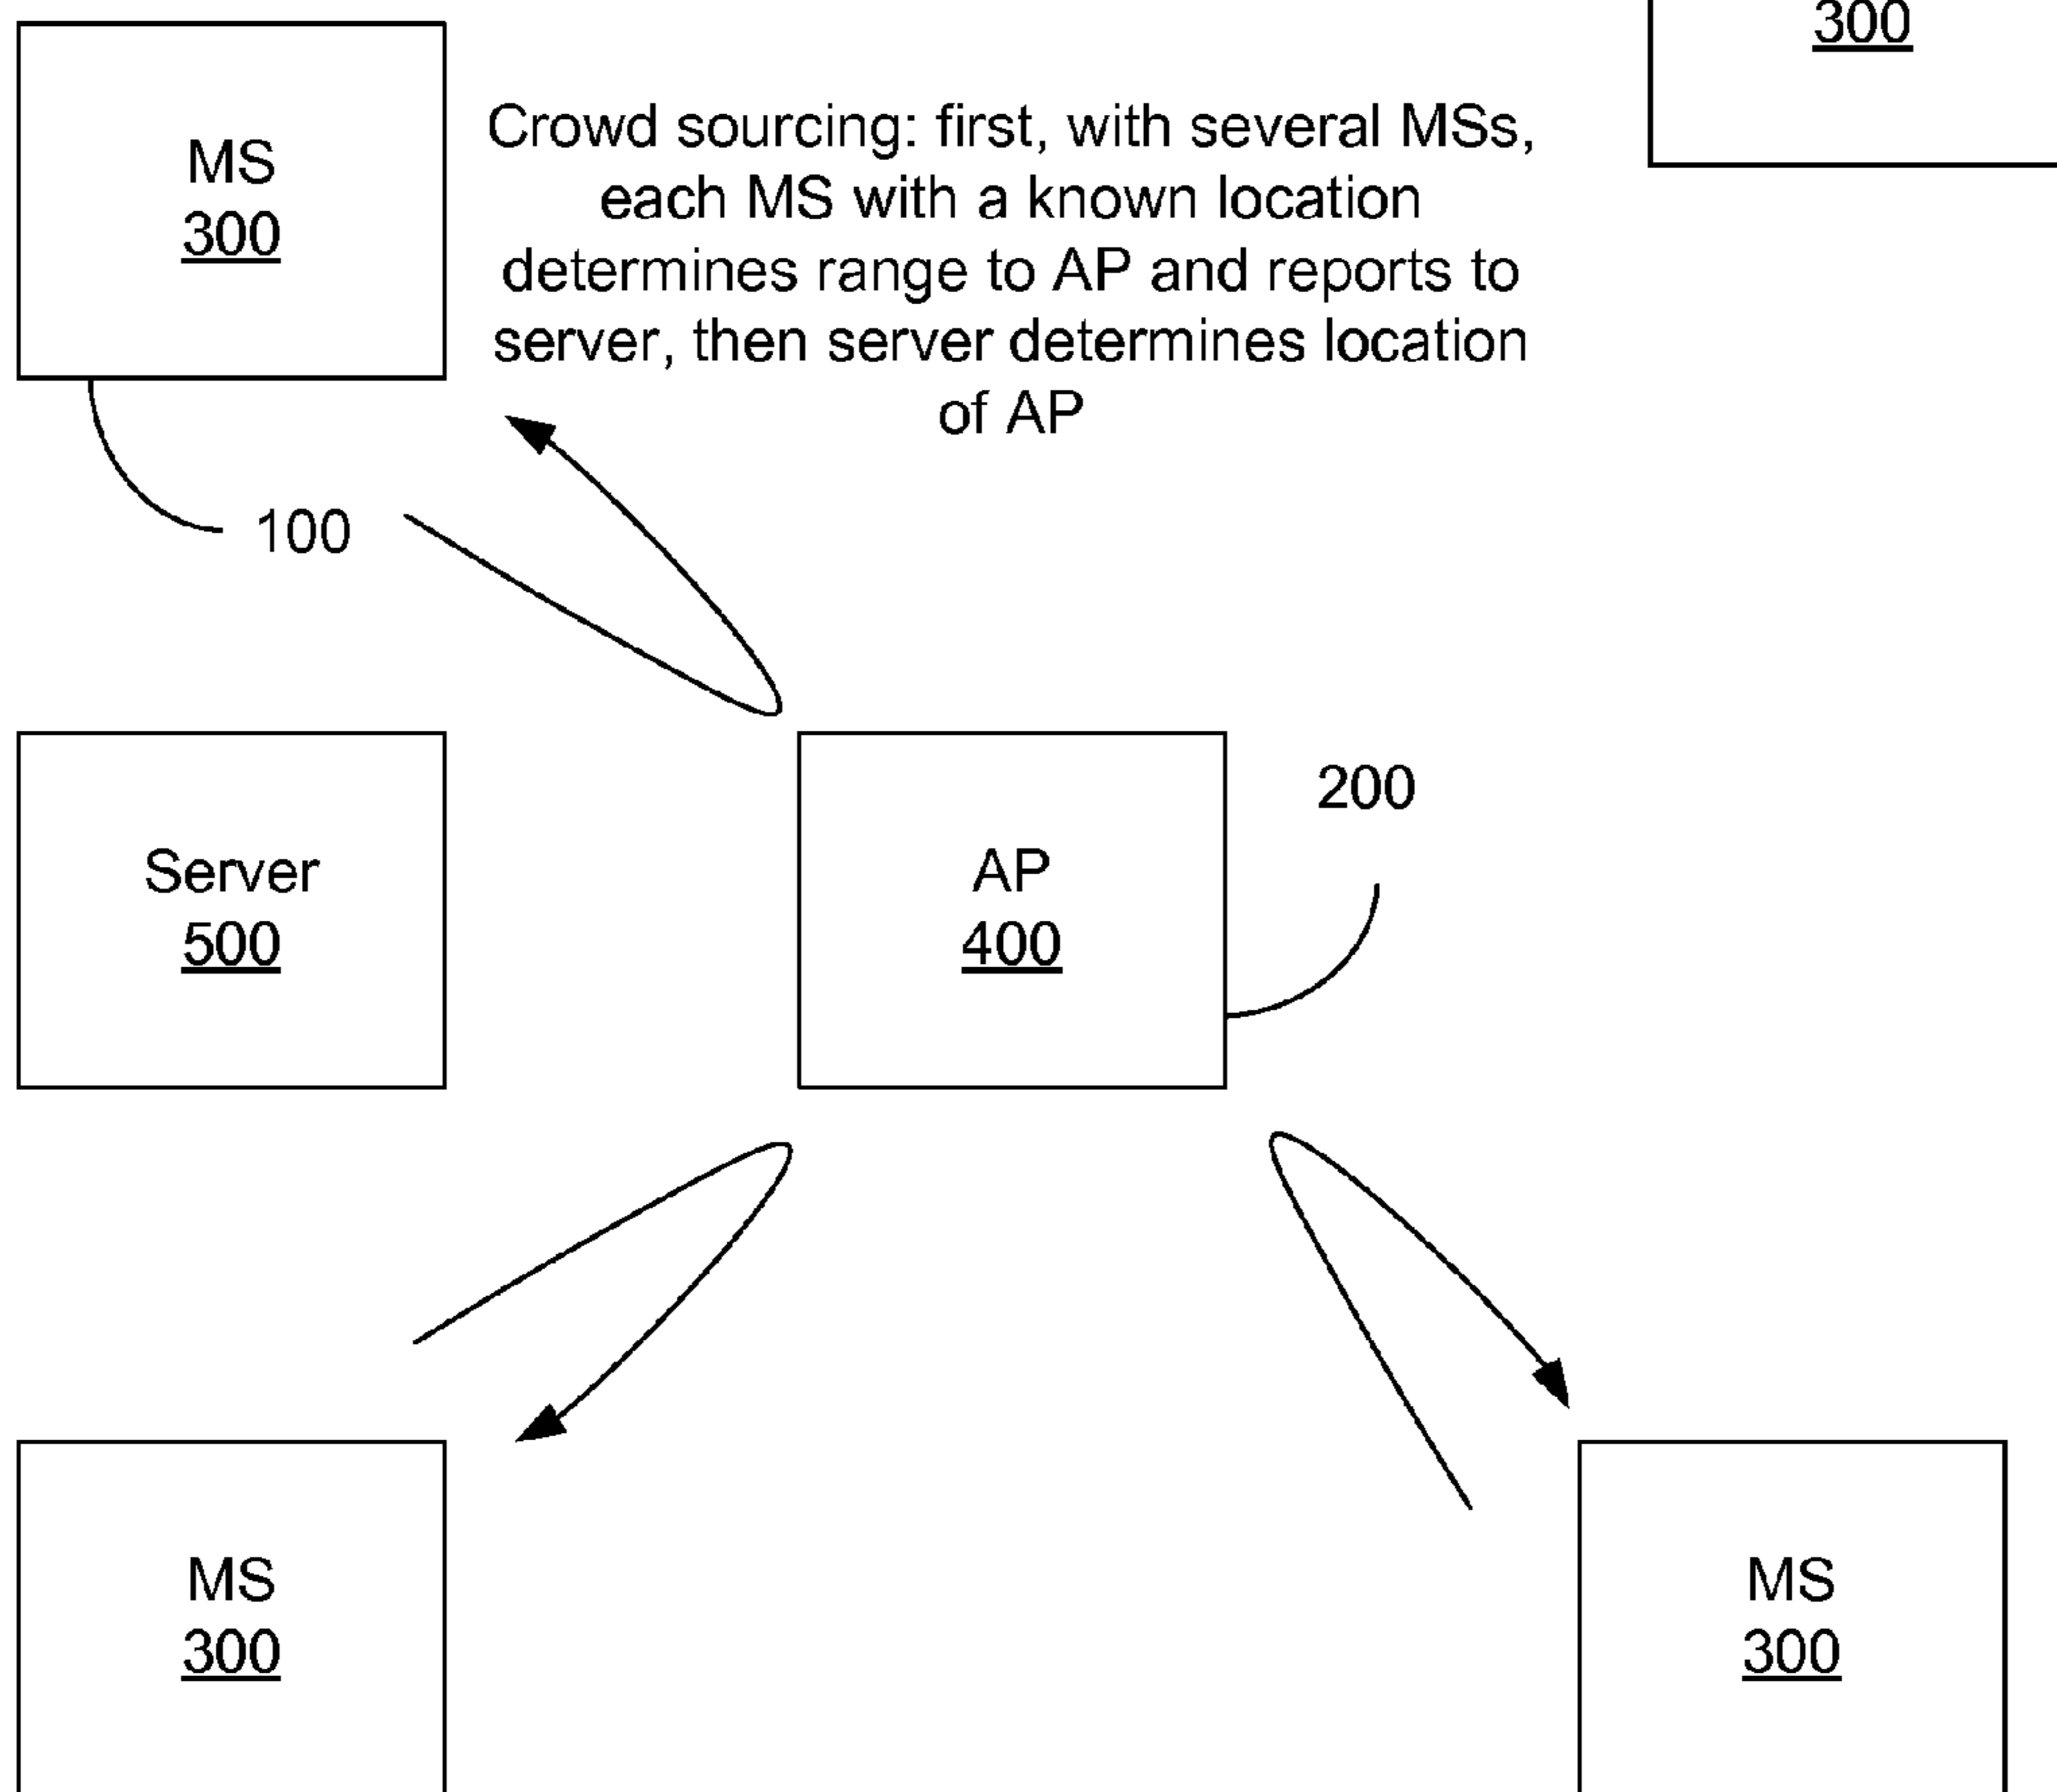 300
MS
300
Crowd sourcing: first, with several MSs,
each MS with a known location
determines range to AP and reports to
server, then server determines location
of AP
100
Server
500
AP
400
200
MS
300
MS
300